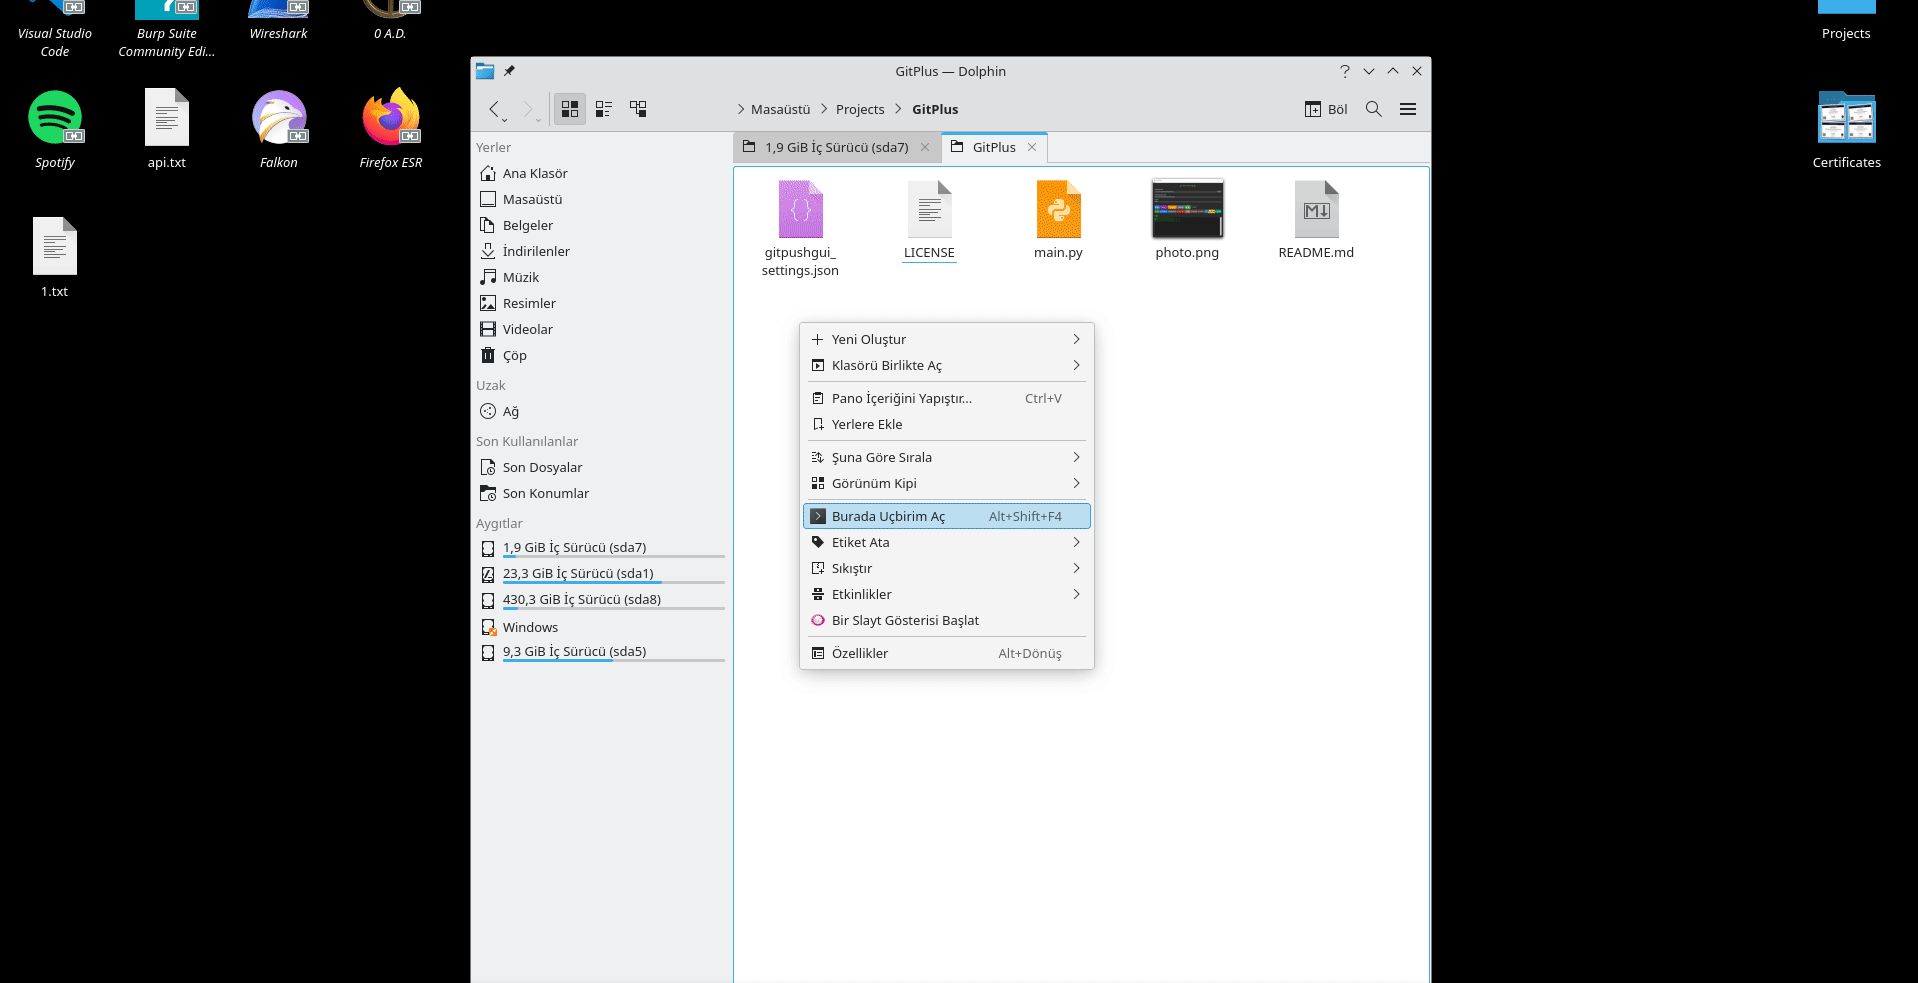 Visual Studio
Code
Burp Suite
Community Edi...
Wireshark
0 A.D.
Projects
Spotify
api.txt
Falkon
Firefox ESR
Certificates
1.txt
GitPlus — Dolphin
Masaüstü
Projects
GitPlus
Böl
Yerler
Ana Klasör
Masaüstü
Belgeler
İndirilenler
Müzik
Resimler
Videolar
Çöp
Uzak
Ağ
Son Kullanılanlar
Son Dosyalar
Son Konumlar
Aygıtlar
1,9 GiB İç Sürücü (sda7)
23,3 GiB İç Sürücü (sda1)
430,3 GiB İç Sürücü (sda8)
Windows
9,3 GiB İç Sürücü (sda5)
1,9 GiB İç Sürücü (sda7)
GitPlus
gitpushgui_
settings.json
LICENSE
main.py
photo.png
README.md
Yeni Oluştur
Klasörü Birlikte Aç
Pano İçeriğini Yapıştır... Ctrl+V
Yerlere Ekle
Şuna Göre Sırala
Görünüm Kipi
Burada Uçbirim Aç Alt+Shift+F4
Etiket Ata
Sıkıştır
Etkinlikler
Bir Slayt Gösterisi Başlat
Özellikler Alt+Dönüş